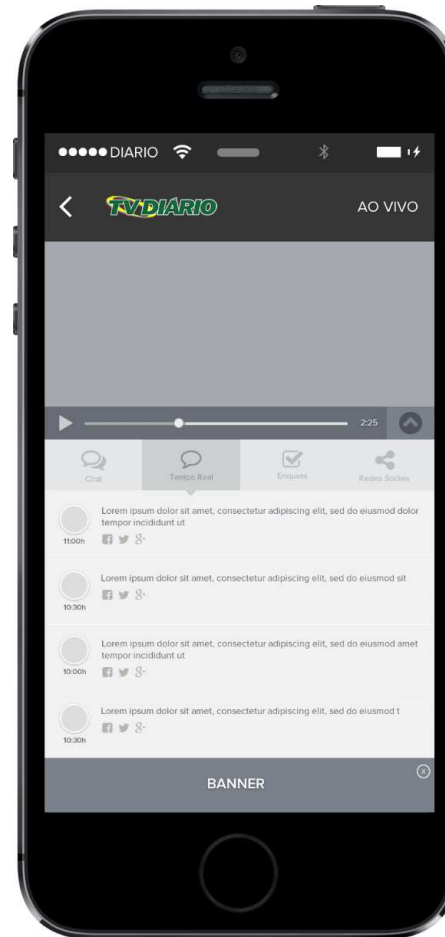 DIARIO
TV DIÁRIO
AO VIVO
2:25
Chat
Tempo Real
Enquete
Redes Sociais
Lorem ipsum dolor sit amet, consectetur adipiscing elit, sed do eiusmod dolor
tempor incididunt ut
11:00h
Lorem ipsum dolor sit amet, consectetur adipiscing elit, sed do eiusmod sit
10:30h
Lorem ipsum dolor sit amet, consectetur adipiscing elit, sed do eiusmod amet
tempor incididunt ut
10:00h
Lorem ipsum dolor sit amet, consectetur adipiscing elit, sed do eiusmod t
10:30h
BANNER